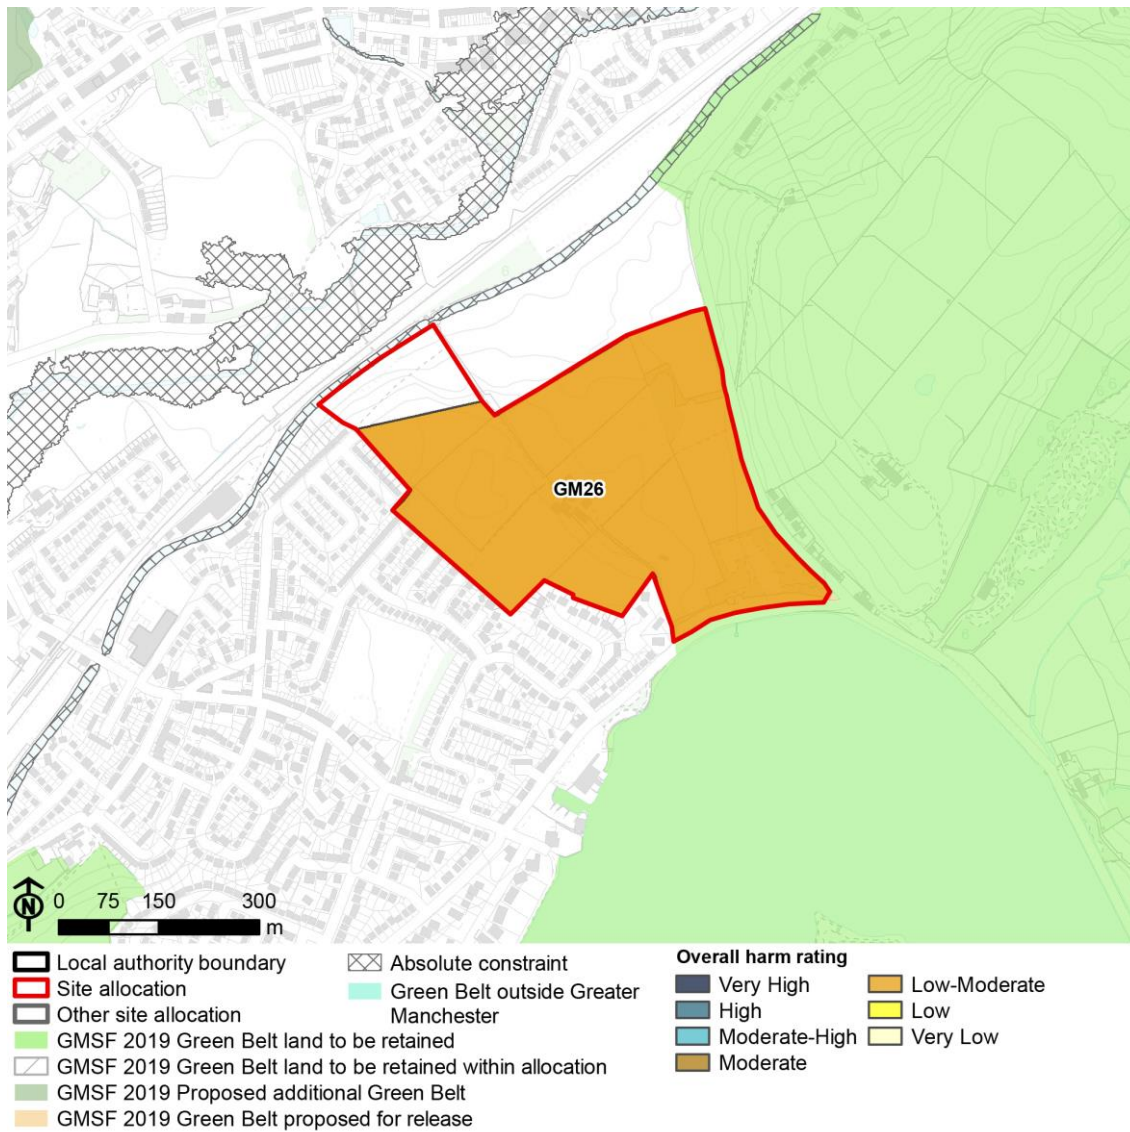 GM26
N
0 75 150 300
m
Local authority boundary
Site allocation
Other site allocation
GMSF 2019 Green Belt land to be retained
GMSF 2019 Green Belt land to be retained within allocation
GMSF 2019 Proposed additional Green Belt
GMSF 2019 Green Belt proposed for release
Absolute constraint
Green Belt outside Greater
Manchester
Overall harm rating
Very High
High
Moderate-High
Moderate
Low-Moderate
Low
Very Low